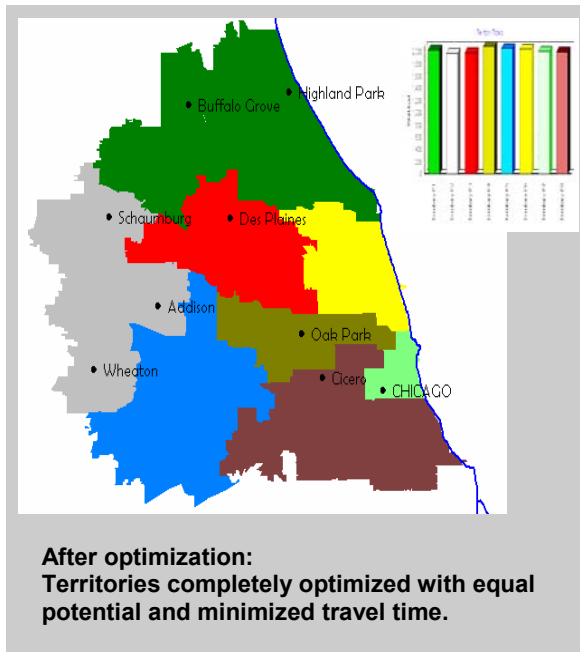 Highland Park
Buffalo Grove
Schaumburg
Des Plaines
Addison
Oak Park
Wheaton
Cicero
CHICAGO
After optimization:
Territories completely optimized with equal
potential and minimized travel time.